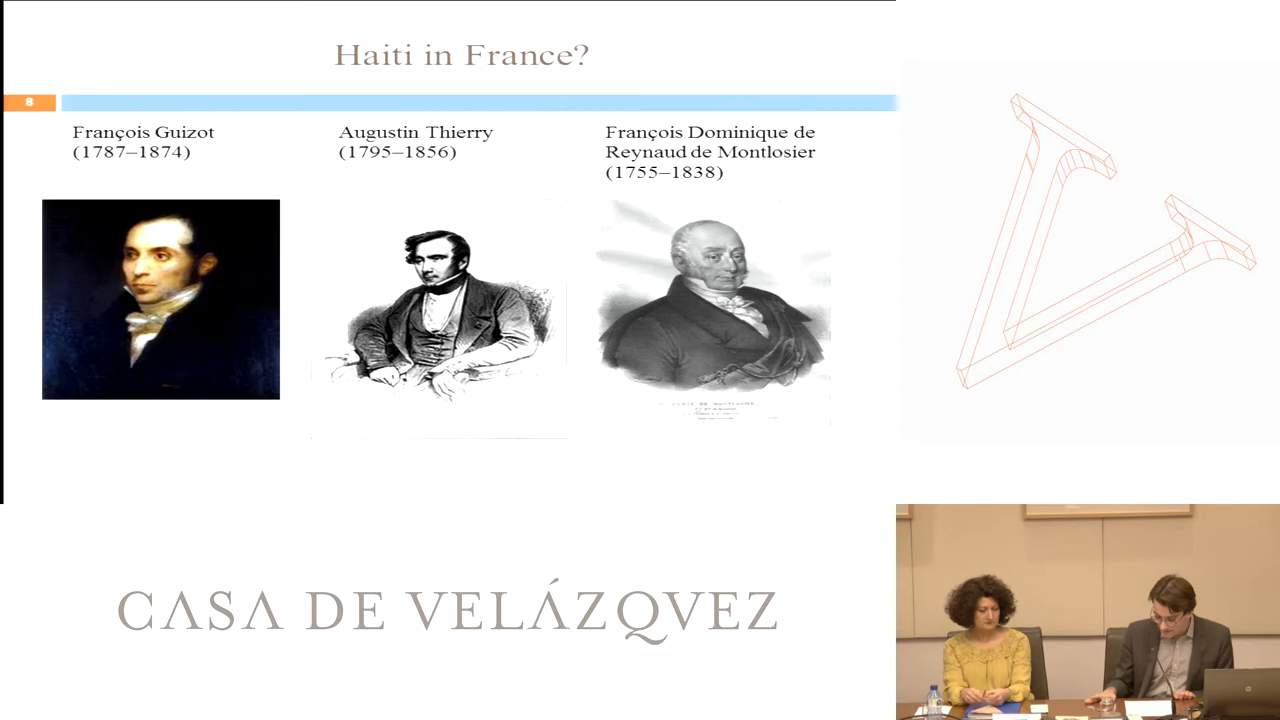 Haiti in France?
8
François Guizot
(1787–1874)
Augustin Thierry
(1795–1856)
François Dominique de
Reynaud de Montlosier
(1755–1838)
CASA DE VELÁZQVEZ